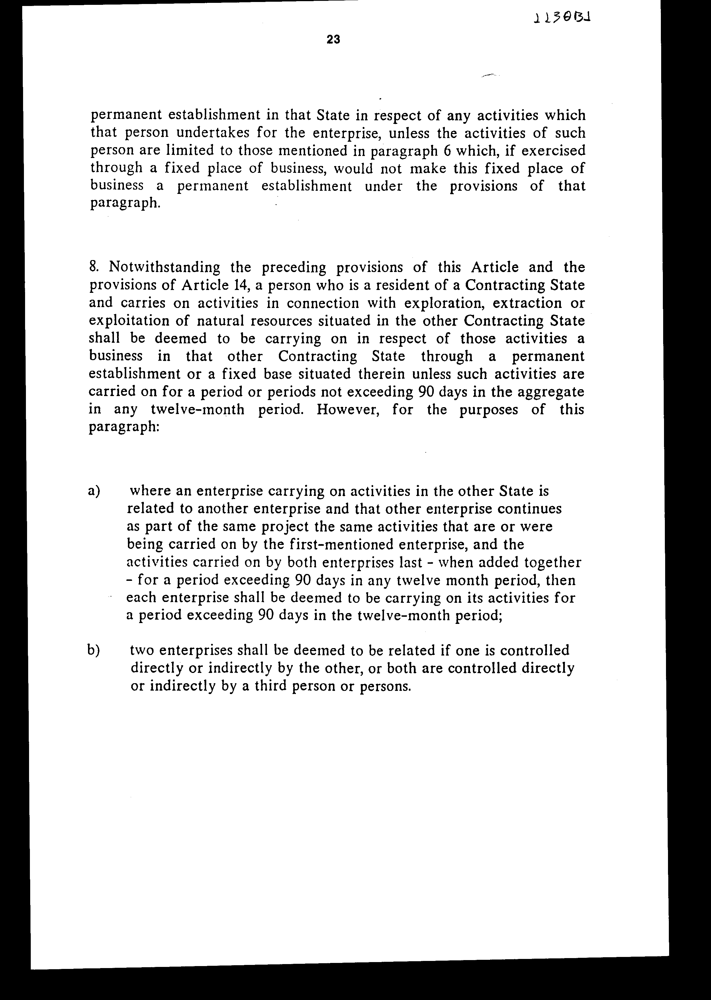 23
permanent establishment in that State in respect of any activities which
that person undertakes for the enterprise, unless the activities of such
person are limited to those mentioned in paragraph 6 which, if exercised
through a fixed place of business, would not make this fixed place of
business a permanent establishment under the provisions of that
paragraph.
8. Notwithstanding the preceding provisions of this Article and the
provisions of Article 14, a person who is a resident of a Contracting State
and carries on activities in connection with exploration, extraction or
exploitation of natural resources situated in the other Contracting State
shall be deemed to be carrying on in respect of those activities a
business in that other Contracting State through a permanent
establishment or a fixed base situated therein unless such activities are
carried on for a period or periods not exceeding 90 days in the aggregate
in any twelve-month period. However, for the purposes of this
paragraph:
a) where an enterprise carrying on activities in the other State is
related to another enterprise and that other enterprise continues
as part of the same project the same activities that are or were
being carried on by the first-mentioned enterprise, and the
activities carried on by both enterprises last - when added together
- for a period exceeding 90 days in any twelve month period, then
each enterprise shall be deemed to be carrying on its activities for
a period exceeding 90 days in the twelve-month period;
b) two enterprises shall be deemed to be related if one is controlled
directly or indirectly by the other, or both are controlled directly
or indirectly by a third person or persons.